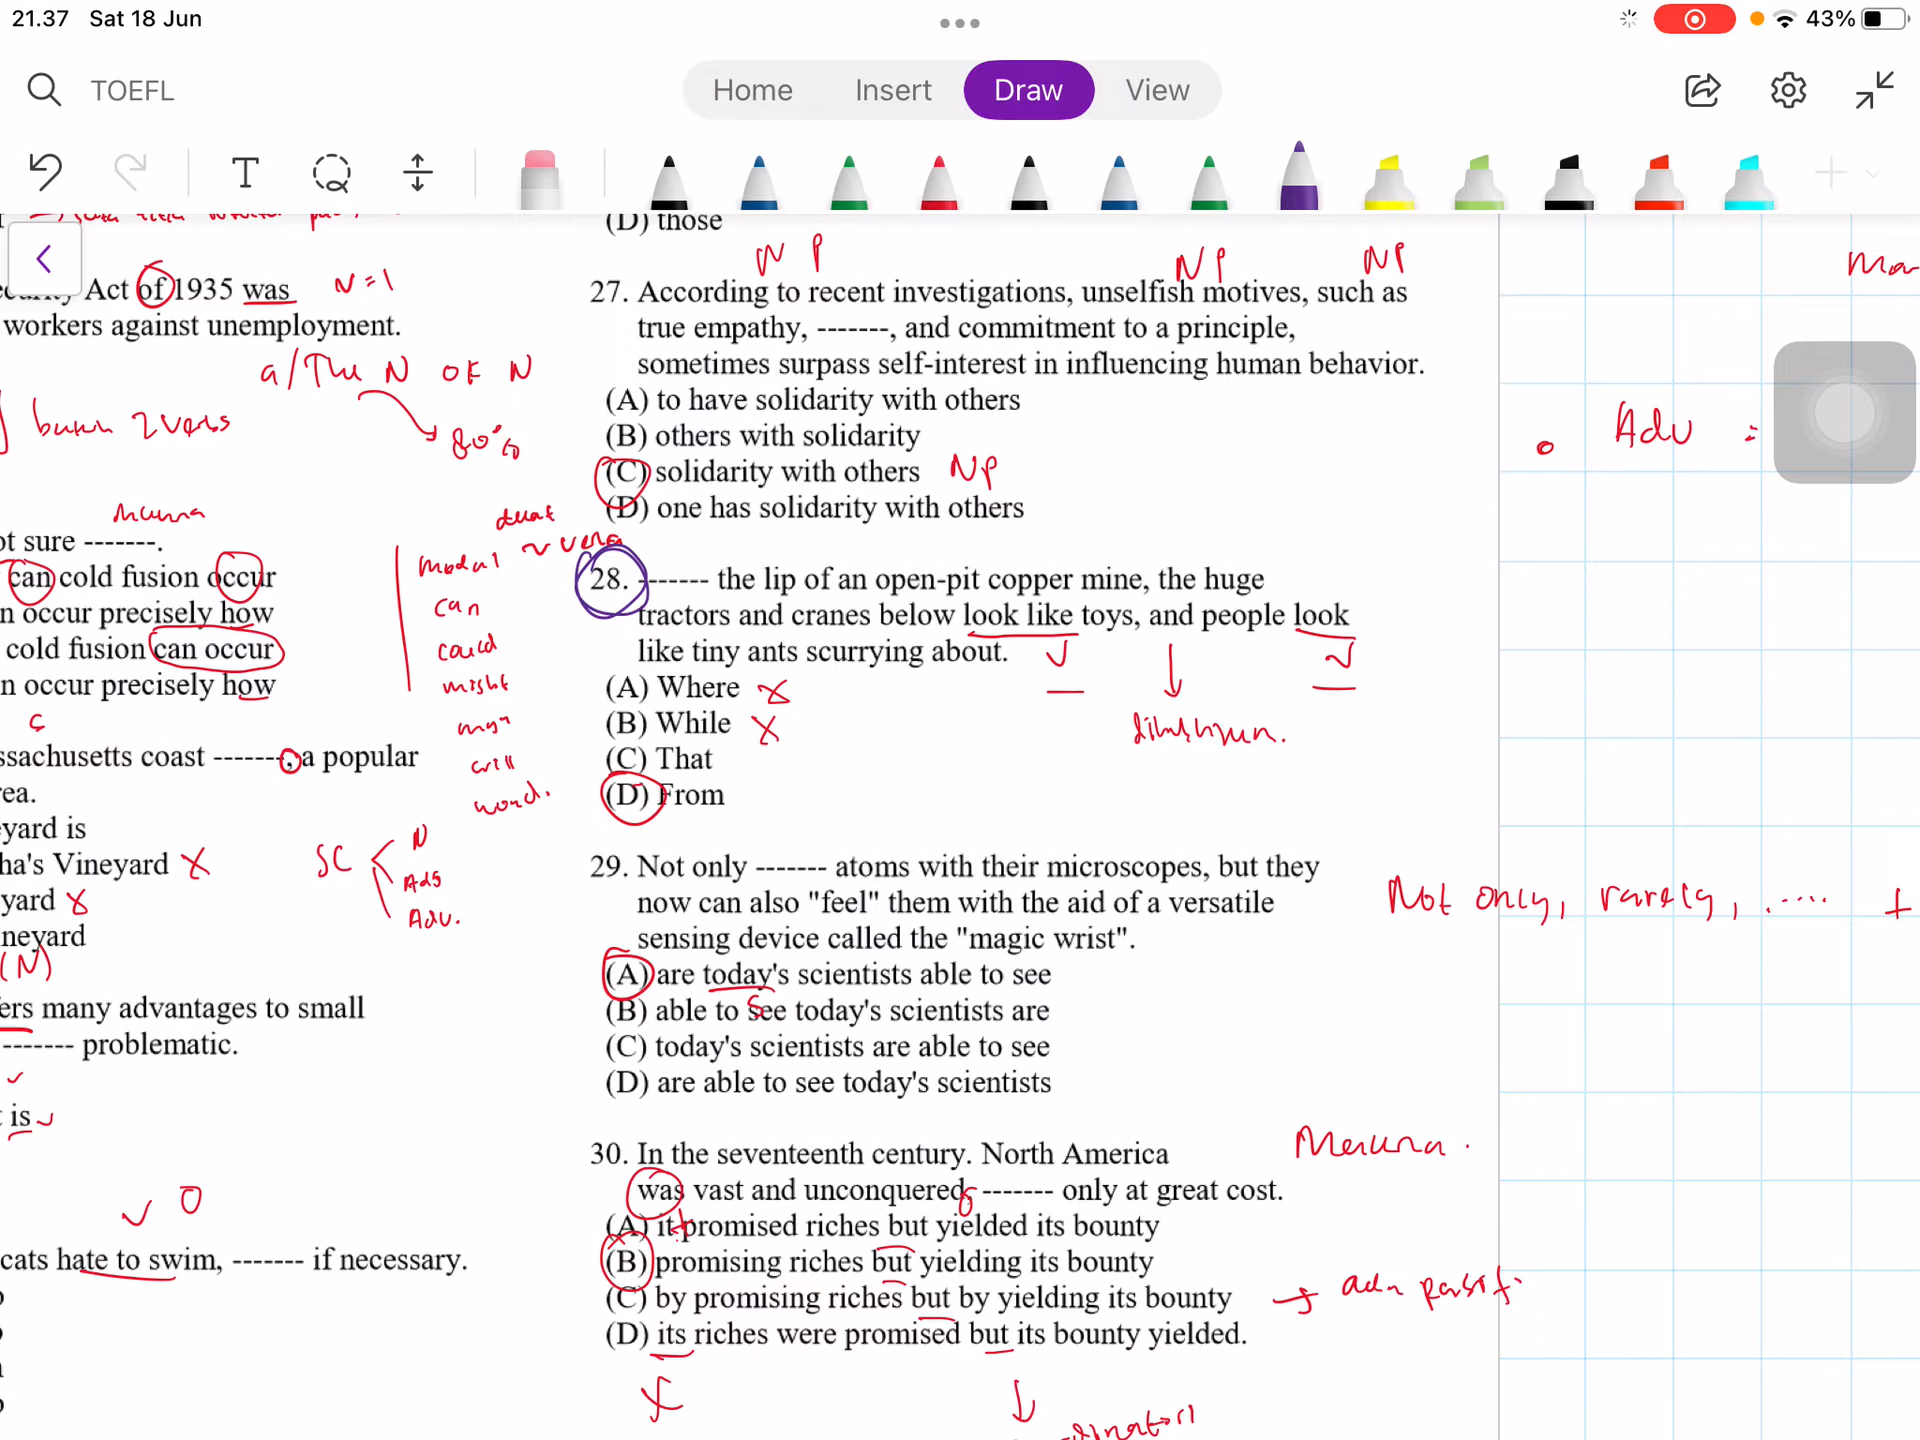 21.37 Sat 18 Jun
43%
TOEFL
Home Insert Draw View
Act of 1935 was N = 1
workers against unemployment.
a/The N OF N
2 verbs
80%
ot sure -------.
can cold fusion occur
n occur precisely how
cold fusion can occur
n occur precisely how
modal
can
could
might
may
will
ssachusetts coast -------, a popular
rea.
eyard is
ha's Vineyard X
yard X
neyard
(N)
SC
N
Adj
Adv.
ers many advantages to small
------- problematic.
t is
V O
cats hate to swim, ------- if necessary.
(D) those
NP NP NP
27. According to recent investigations, unselfish motives, such as
true empathy, -------, and commitment to a principle,
sometimes surpass self-interest in influencing human behavior.
(A) to have solidarity with others
(B) others with solidarity
(C) solidarity with others NP
(D) one has solidarity with others
28. ------- the lip of an open-pit copper mine, the huge
tractors and cranes below look like toys, and people look
like tiny ants scurrying about.
V V
(A) Where X
(B) While X
(C) That
(D) From
29. Not only ------- atoms with their microscopes, but they
now can also "feel" them with the aid of a versatile
sensing device called the "magic wrist".
(A) are today's scientists able to see
S
(B) able to see today's scientists are
(C) today's scientists are able to see
(D) are able to see today's scientists
30. In the seventeenth century. North America
was vast and unconquered, ------- only at great cost.
(A) it promised riches but yielded its bounty
(B) promising riches but yielding its bounty
(C) by promising riches but by yielding its bounty
(D) its riches were promised but its bounty yielded.
X
Adv :
Not only, rarely, ..... +